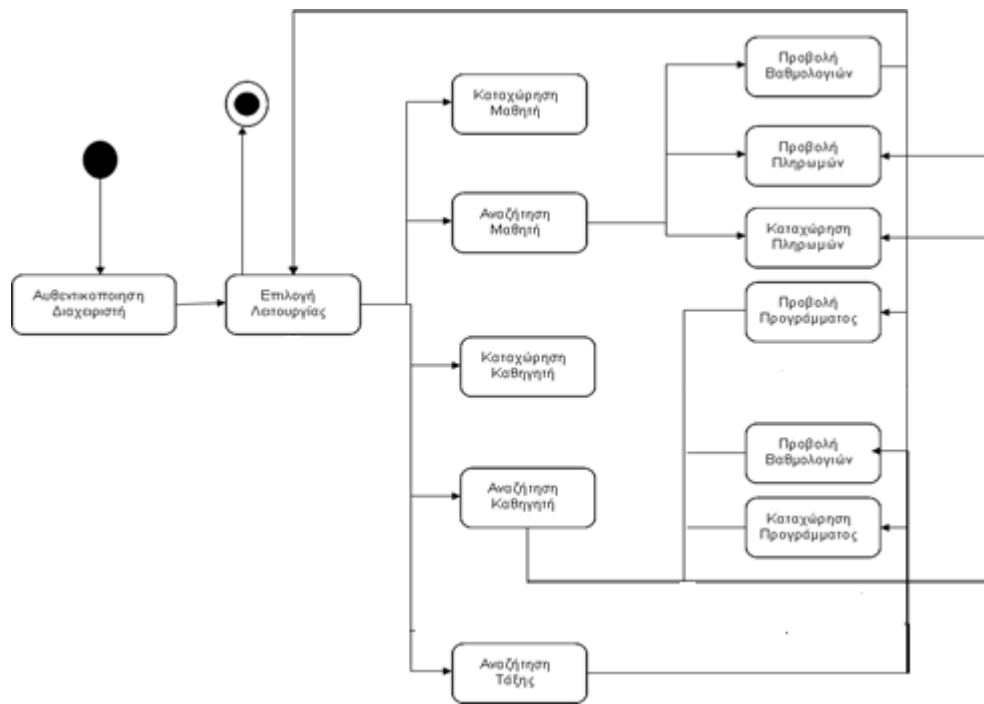 Αυθεντικοποιηση
Διαχειριστή
Επιλογή
Λειτουργίας
Καταχώρηση
Μαθητή
Αναζήτηση
Μαθητή
Καταχώρηση
Καθηγητή
Αναζήτηση
Καθηγητή
Αναζήτηση
Τάξης
Προβολή
Βαθμολογιών
Προβολή
Πληρωμών
Καταχώρηση
Πληρωμών
Προβολή
Προγράμματος
Προβολή
Βαθμολογιών
Καταχώρηση
Προγράμματος